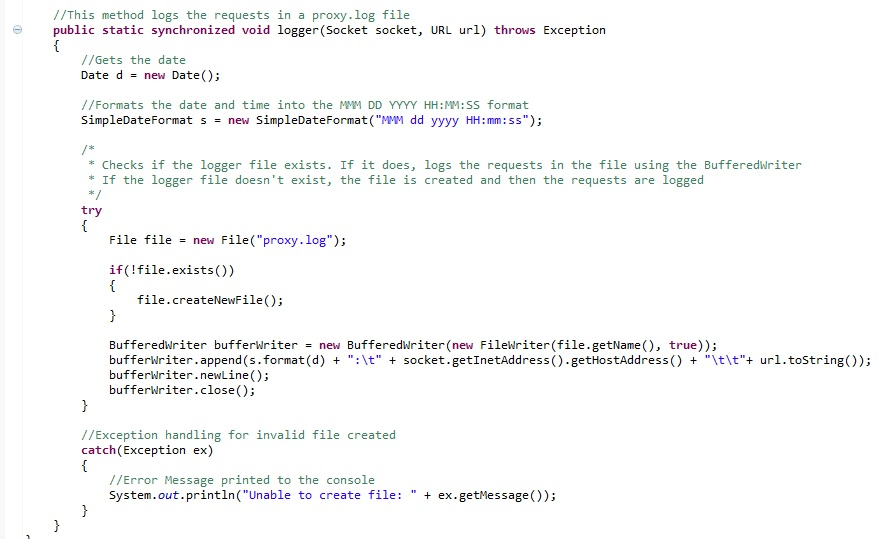 //This method logs the requests in a proxy.log file
public static synchronized void logger(Socket socket, URL url) throws Exception
{
//Gets the date
Date d = new Date();
//Formats the date and time into the MMM DD YYYY HH:MM:SS format
SimpleDateFormat s = new SimpleDateFormat("MMM dd yyyy HH:mm:ss");
/*
* Checks if the logger file exists. If it does, logs the requests in the file using the BufferedWriter
* If the logger file doesn't exist, the file is created and then the requests are logged
*/
try
{
File file = new File("proxy.log");
if(!file.exists())
{
file.createNewFile();
}
BufferedWriter bufferWriter = new BufferedWriter(new FileWriter(file.getName(), true));
bufferWriter.append(s.format(d) + ":\t" + socket.getInetAddress().getHostAddress() + "\t\t"+ url.toString());
bufferWriter.newLine();
bufferWriter.close();
}
//Exception handling for invalid file created
catch(Exception ex)
{
//Error Message printed to the console
System.out.println("Unable to create file: " + ex.getMessage());
}
}